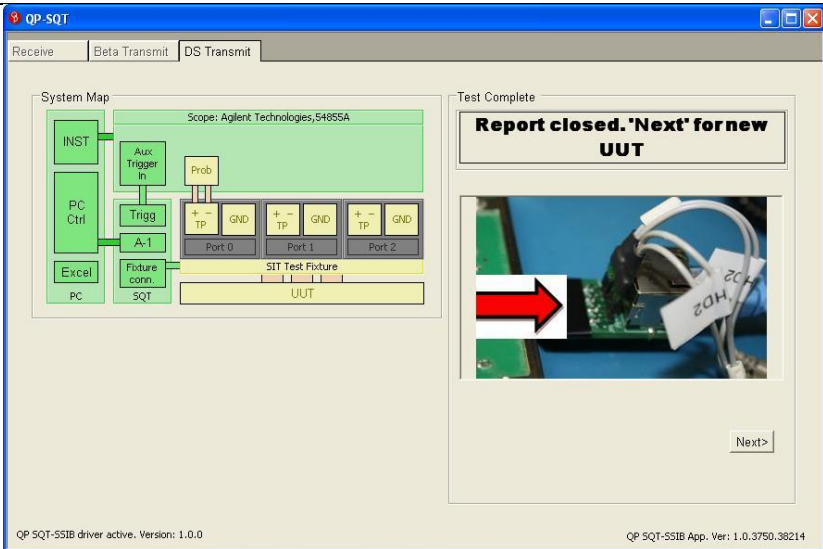 QP-SQT
Receive
Beta Transmit
DS Transmit
System Map
Scope: Agilent Technologies,54855A
INST
Aux
Trigger
In
Prob
PC
Ctrl
Trigg
A-1
+ -
TP
GND
Port 0
+ -
TP
GND
Port 1
+ -
TP
GND
Port 2
Excel
Fixture
conn.
SIT Test Fixture
UUT
PC
SQT
Test Complete
Report closed. 'Next' for new
UUT
HD2
HD2
Next>
QP SQT-SSIB driver active. Version: 1.0.0
QP SQT-SSIB App. Ver: 1.0.3750.38214